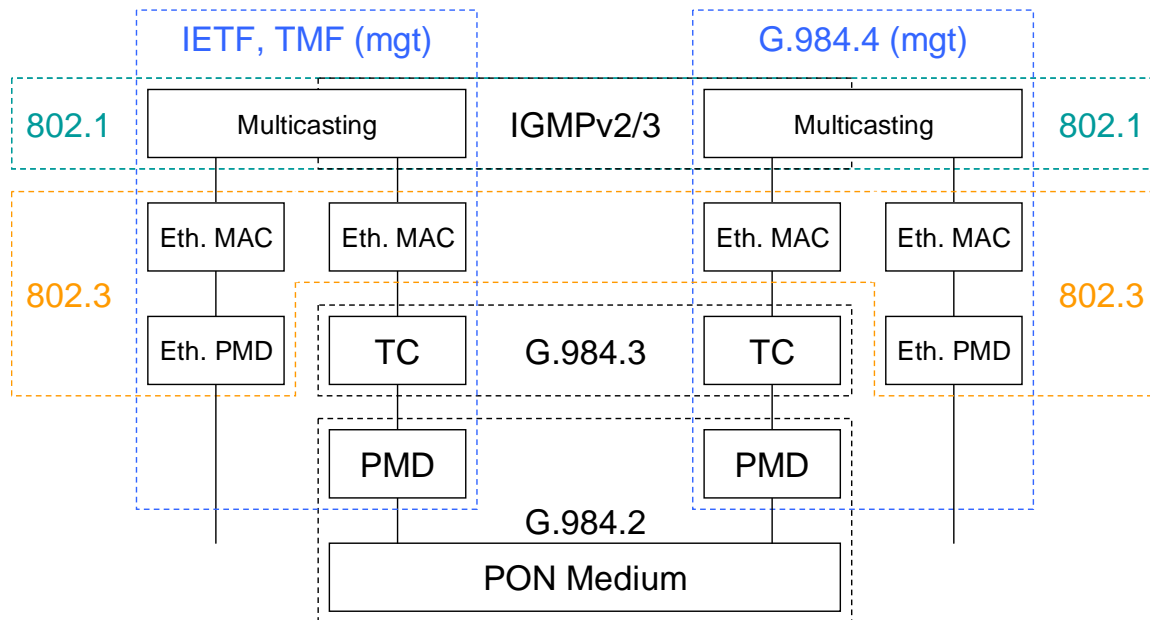 IETF, TMF (mgt)
G.984.4 (mgt)
802.1
Multicasting
IGMPv2/3
Multicasting
802.1
Eth. MAC
Eth. MAC
Eth. MAC
Eth. MAC
802.3
802.3
Eth. PMD
TC
G.984.3
TC
Eth. PMD
PMD
PMD
G.984.2
PON Medium